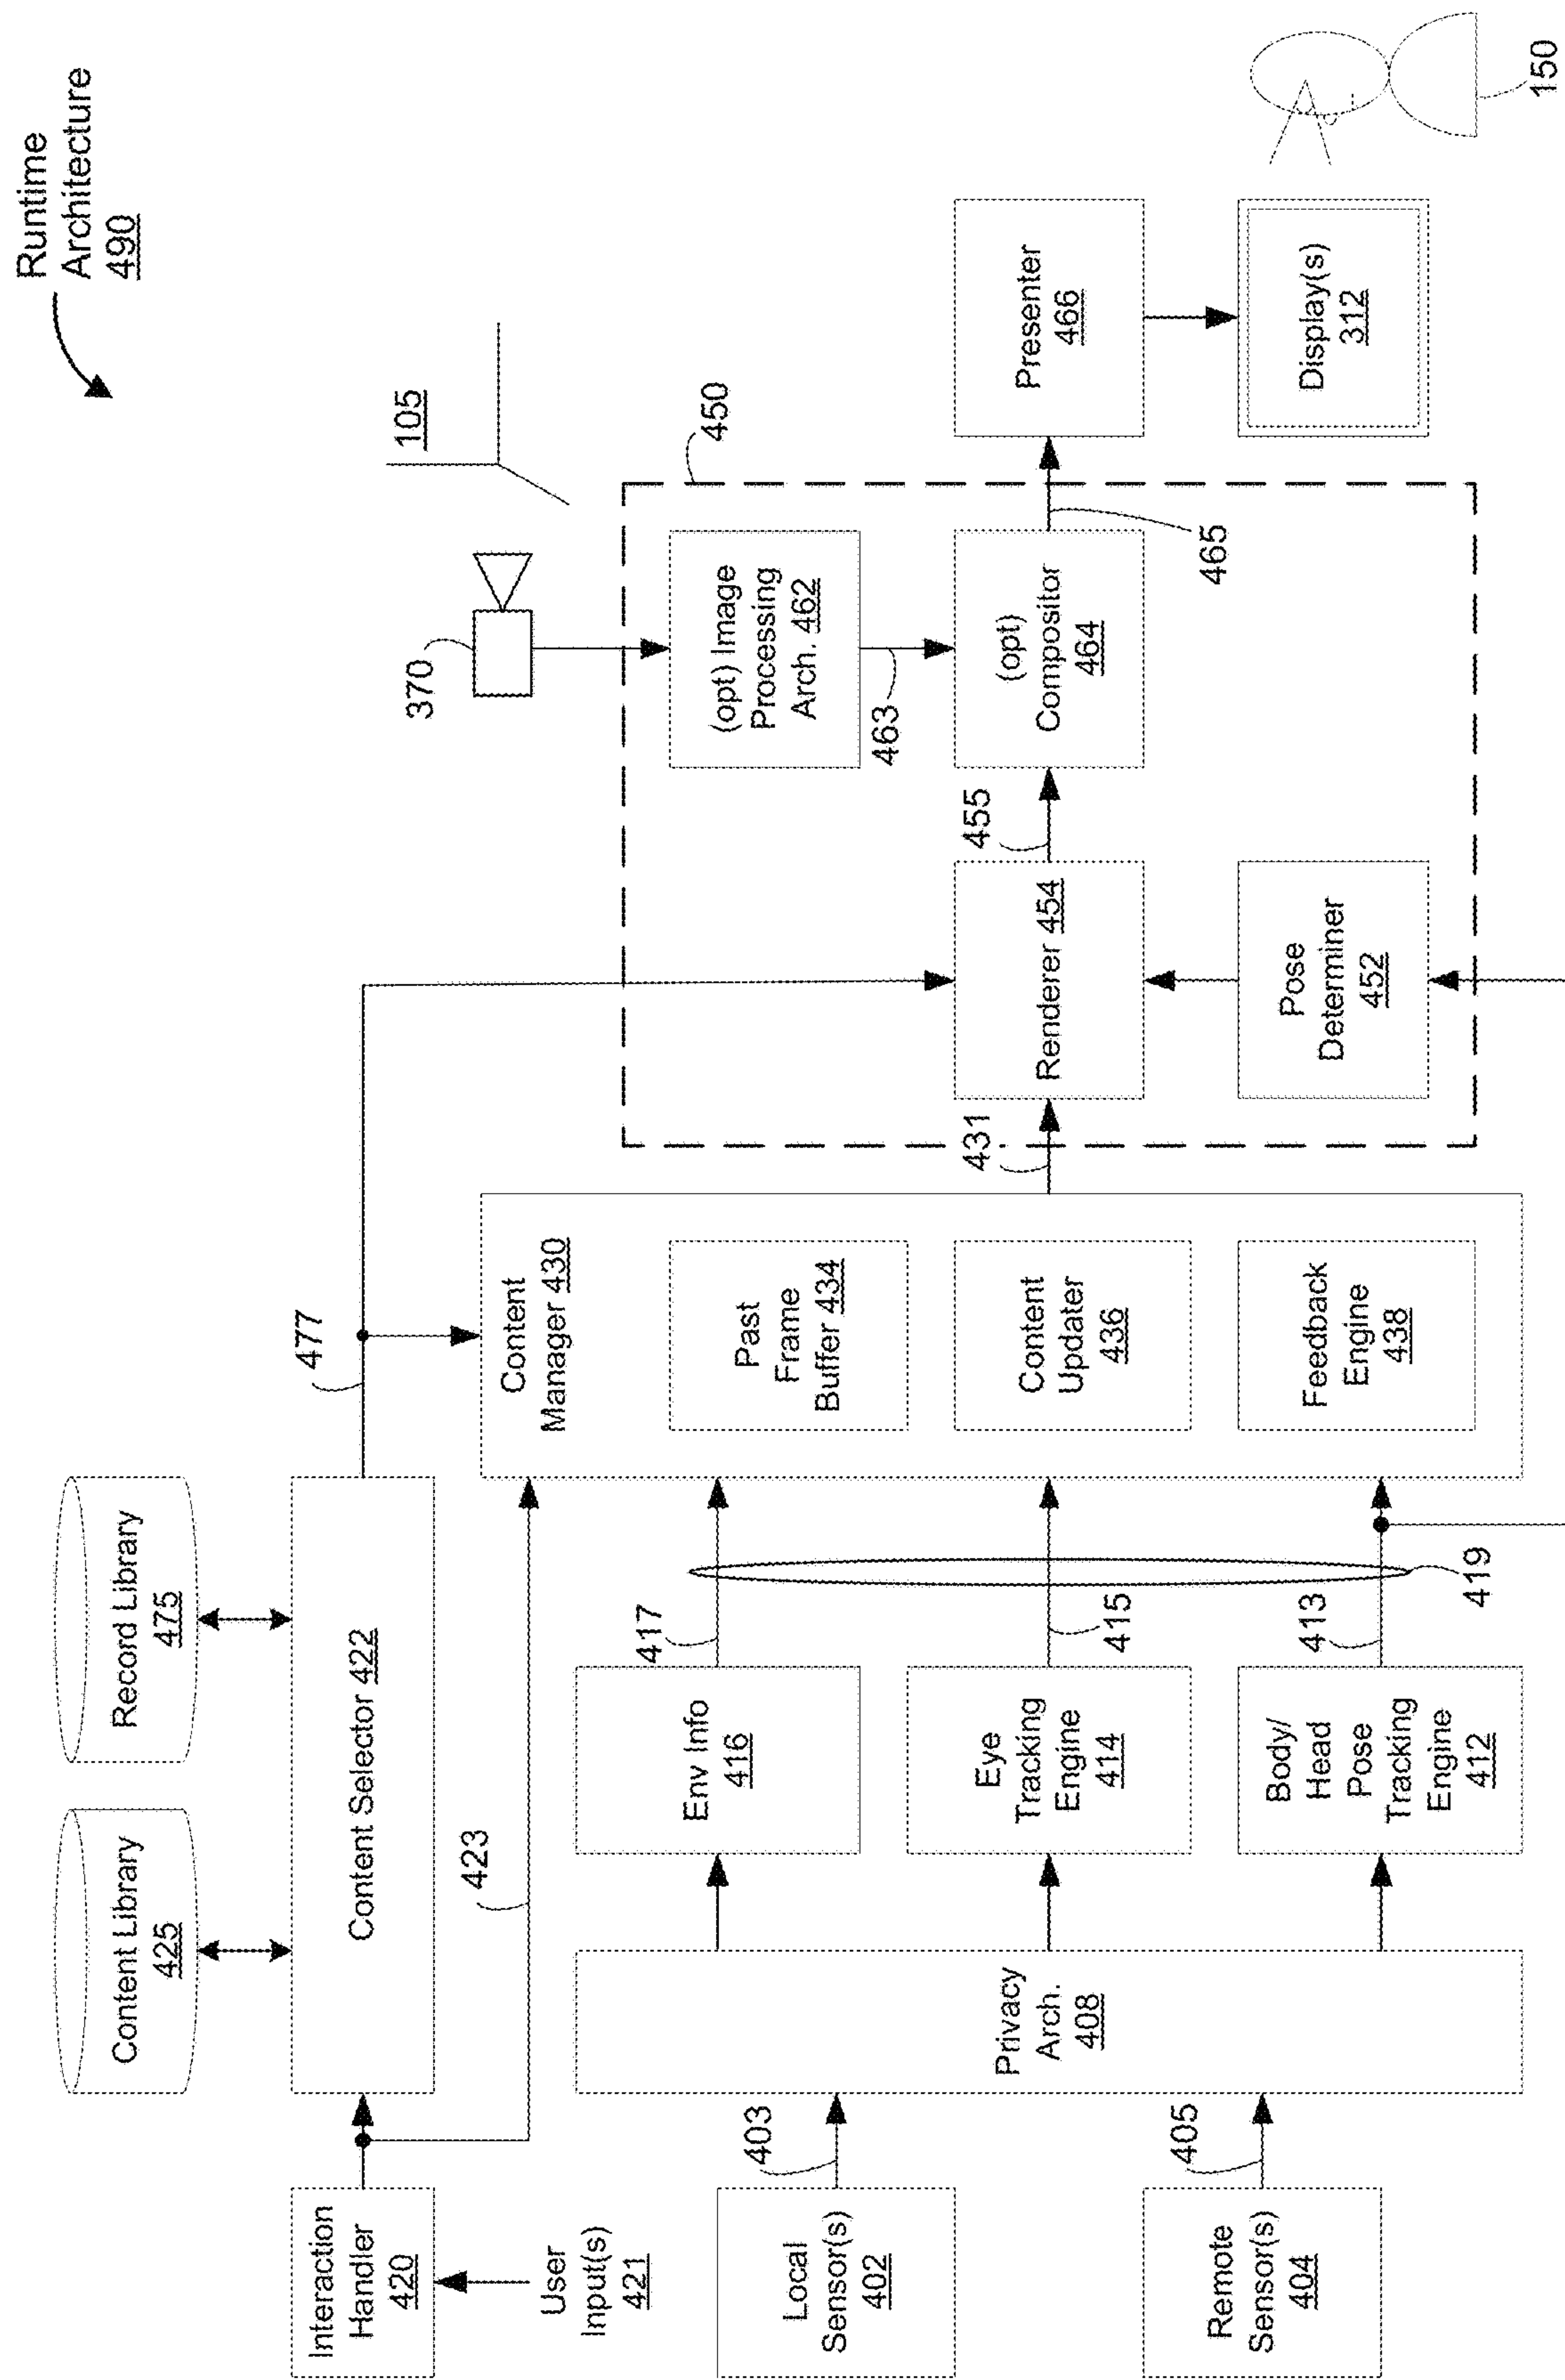 Runtime
Architecture
490
Content Library
425
Record Library
475
Interaction
Handler
420
User
Input(s)
421
Content Selector 422
477
423
370
105
450
Local
Sensor(s)
402
403
Remote
Sensor(s)
404
405
Privacy
Arch.
408
Env Info
416
417
Eye
Tracking
Engine
414
415
Body/
Head
Pose
Tracking
Engine
412
413
419
Content
Manager 430
Past
Frame
Buffer 434
Content
Updater
436
Feedback
Engine
438
431
(opt) Image
Processing
Arch. 462
463
Renderer 454
455
(opt)
Compositor
464
465
Pose
Determiner
452
Presenter
466
Display(s)
312
150